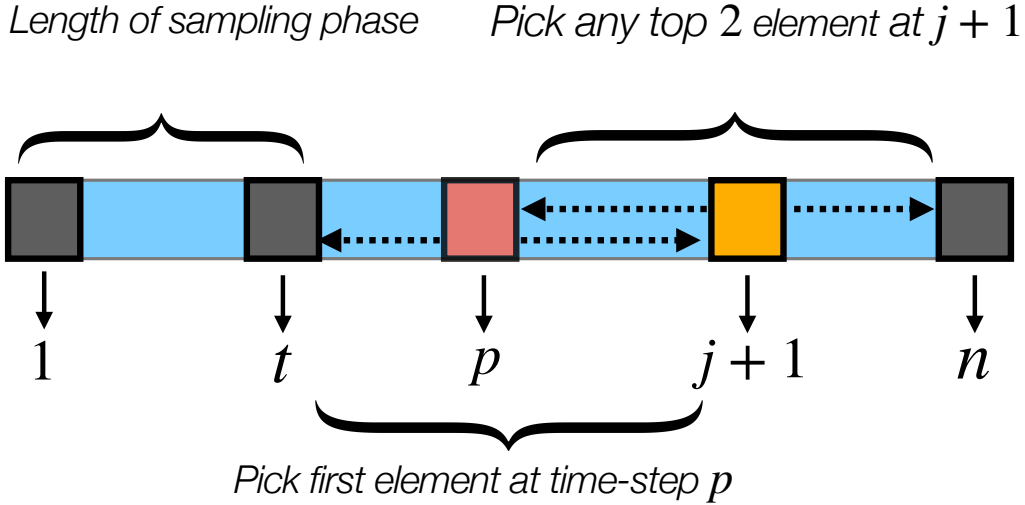 Length of sampling phase
Pick any top 2 element at j + 1
1 t p j + 1 n
Pick first element at time-step p